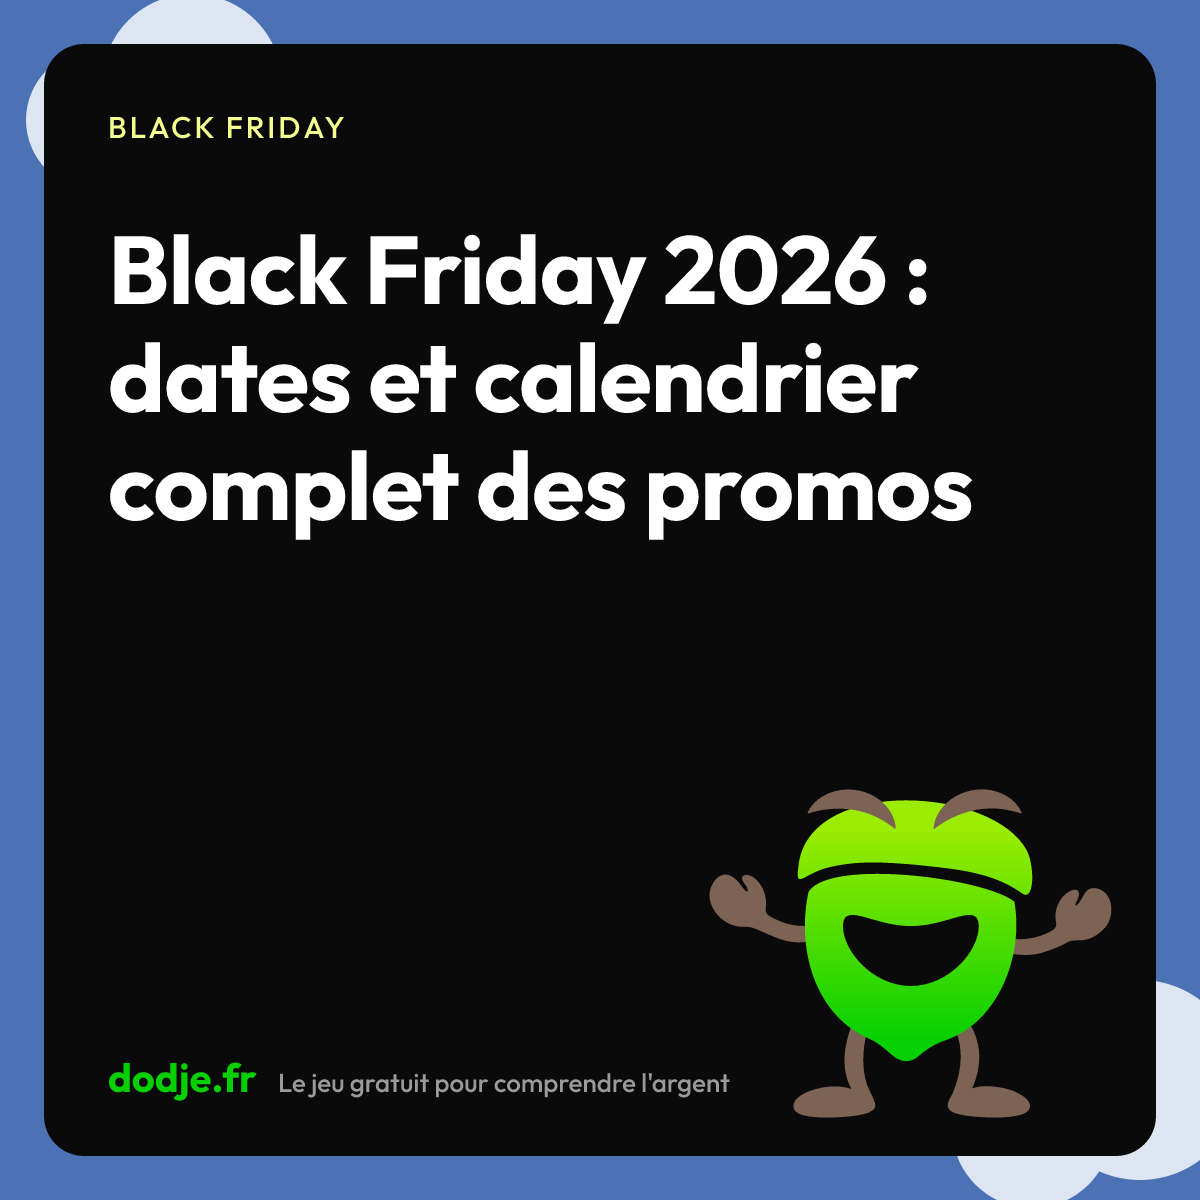 BLACK FRIDAY
Black Friday 2026 :
dates et calendrier
complet des promos
dodje.fr Le jeu gratuit pour comprendre l'argent